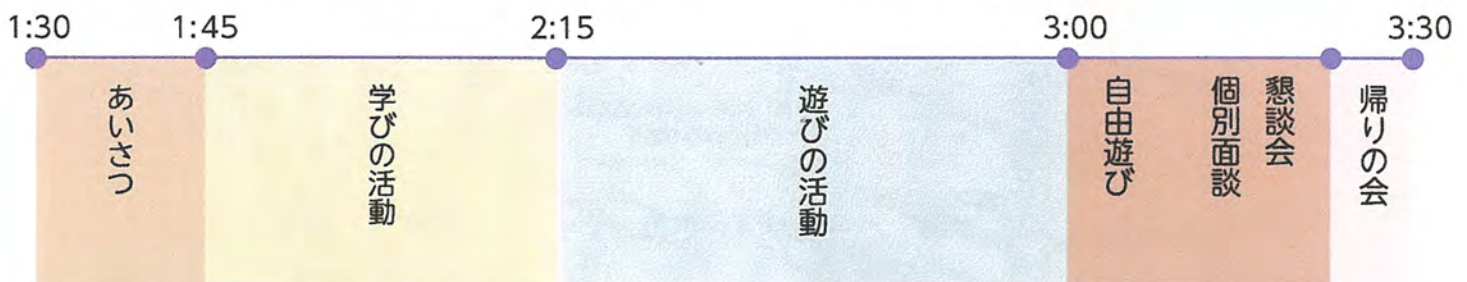 1:30
1:45
2:15
3:00
3:30
あいさつ
学びの活動
遊びの活動
自由遊び
個別面談
懇談会
帰りの会